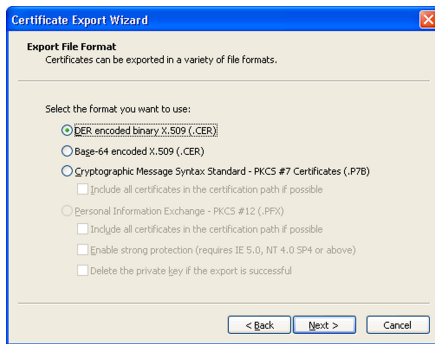 Certificate Export Wizard
Export File Format
Certificates can be exported in a variety of file formats.
Select the format you want to use:
DER encoded binary X.509 (.CER)
Base-64 encoded X.509 (.CER)
Cryptographic Message Syntax Standard - PKCS #7 Certificates (.P7B)
Include all certificates in the certification path if possible
Personal Information Exchange - PKCS #12 (.PFX)
Include all certificates in the certification path if possible
Enable strong protection (requires IE 5.0, NT 4.0 SP4 or above)
Delete the private key if the export is successful
< Back Next > Cancel